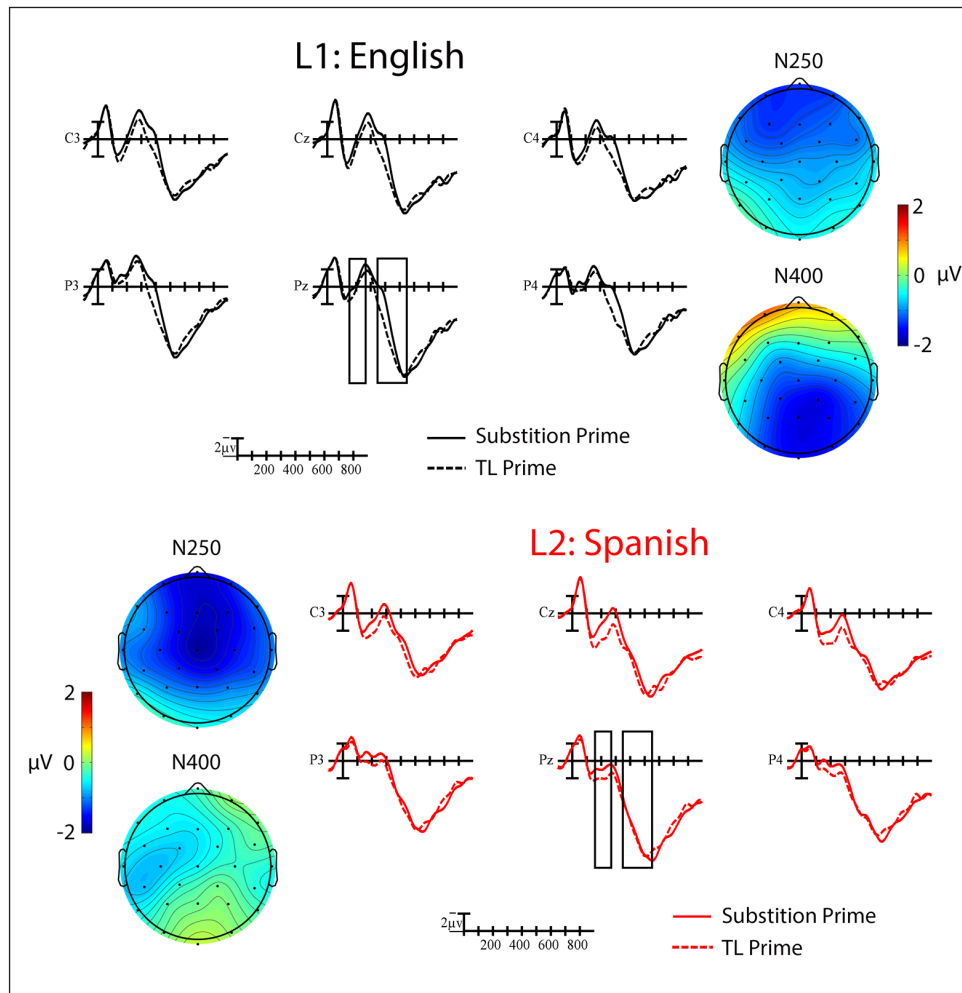 L1: English
N250
C3
Cz
C4
2
0
-2
μV
P3
Pz
P4
N400
2μv
200 400 600 800
Substition Prime
TL Prime
L2: Spanish
N250
C3
Cz
C4
2
μV
0
-2
N400
P3
Pz
P4
2μv
200 400 600 800
Substition Prime
TL Prime